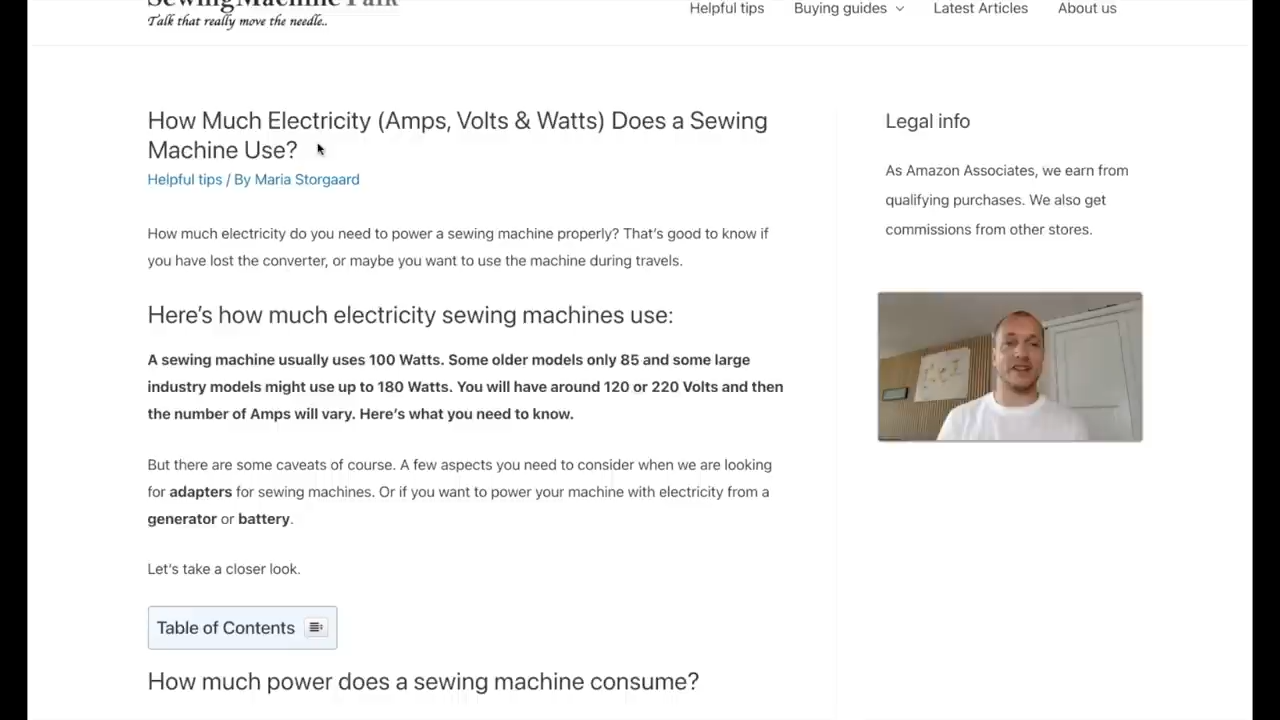 SewingMachineTalk
Talk that really move the needle..
Helpful tips
Buying guides
Latest Articles
About us
How Much Electricity (Amps, Volts & Watts) Does a Sewing
Machine Use?
Helpful tips / By Maria Storgaard
How much electricity do you need to power a sewing machine properly? That's good to know if
you have lost the converter, or maybe you want to use the machine during travels.
Here's how much electricity sewing machines use:
A sewing machine usually uses 100 Watts. Some older models only 85 and some large
industry models might use up to 180 Watts. You will have around 120 or 220 Volts and then
the number of Amps will vary. Here's what you need to know.
But there are some caveats of course. A few aspects you need to consider when we are looking
for adapters for sewing machines. Or if you want to power your machine with electricity from a
generator or battery.
Let's take a closer look.
Table of Contents
How much power does a sewing machine consume?
Legal info
As Amazon Associates, we earn from
qualifying purchases. We also get
commissions from other stores.